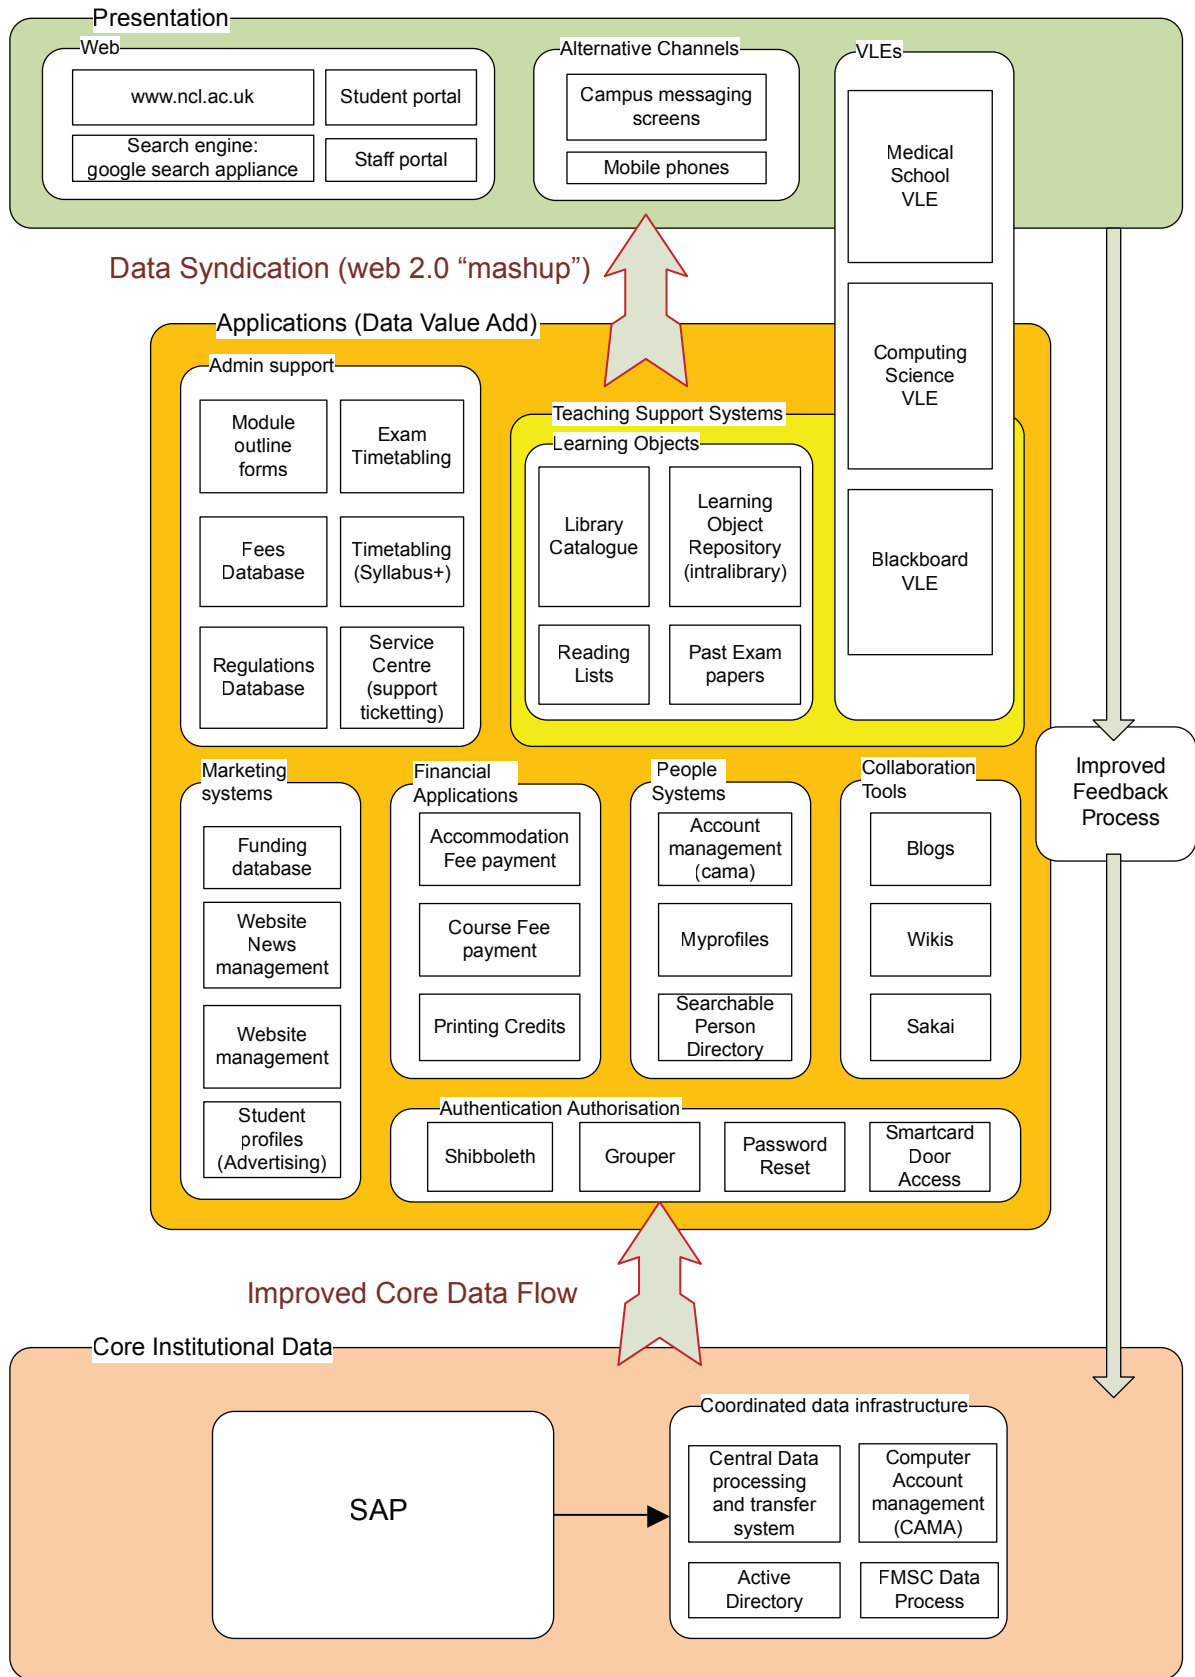 Presentation
Web
www.ncl.ac.uk
Student portal
Search engine:
google search appliance
Staff portal
Alternative Channels
Campus messaging
screens
Mobile phones
VLEs
Medical
School
VLE
Computing
Science
VLE
Blackboard
VLE
Data Syndication (web 2.0 “mashup”)
Applications (Data Value Add)
Admin support
Module
outline
forms
Exam
Timetabling
Fees
Database
Timetabling
(Syllabus+)
Regulations
Database
Service
Centre
(support
ticketting)
Teaching Support Systems
Learning Objects
Library
Catalogue
Learning
Object
Repository
(intralibrary)
Reading
Lists
Past Exam
papers
Marketing
systems
Funding
database
Website
News
management
Website
management
Student
profiles
(Advertising)
Financial
Applications
Accommodation
Fee payment
Course Fee
payment
Printing Credits
People
Systems
Account
management
(cama)
Myprofiles
Searchable
Person
Directory
Collaboration
Tools
Blogs
Wikis
Sakai
Improved
Feedback
Process
Authentication Authorisation
Shibboleth
Grouper
Password
Reset
Smartcard
Door
Access
Improved Core Data Flow
Core Institutional Data
SAP
Coordinated data infrastructure
Central Data
processing
and transfer
system
Computer
Account
management
(CAMA)
Active
Directory
FMSC Data
Process